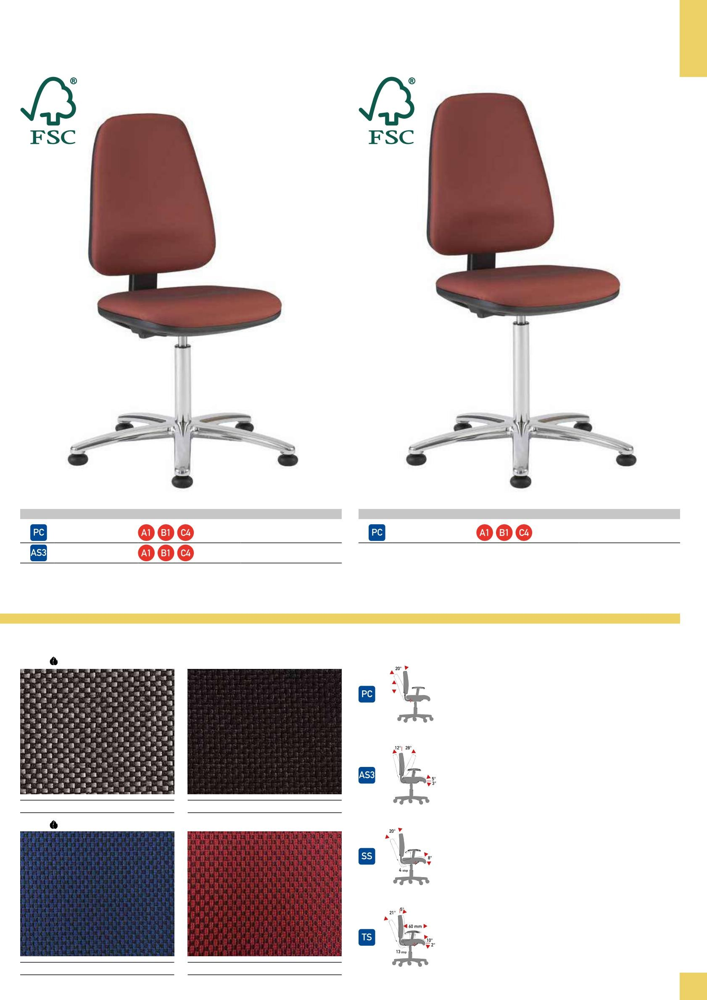 ®
FSC
®
FSC
PC A1 B1 C4
AS3 A1 B1 C4
PC A1 B1 C4
20°
PC
12° 28°
AS3
5°
3°
20°
SS
8°
4 stop
5°
21°
60 mm
TS
10°
2°
13 stop